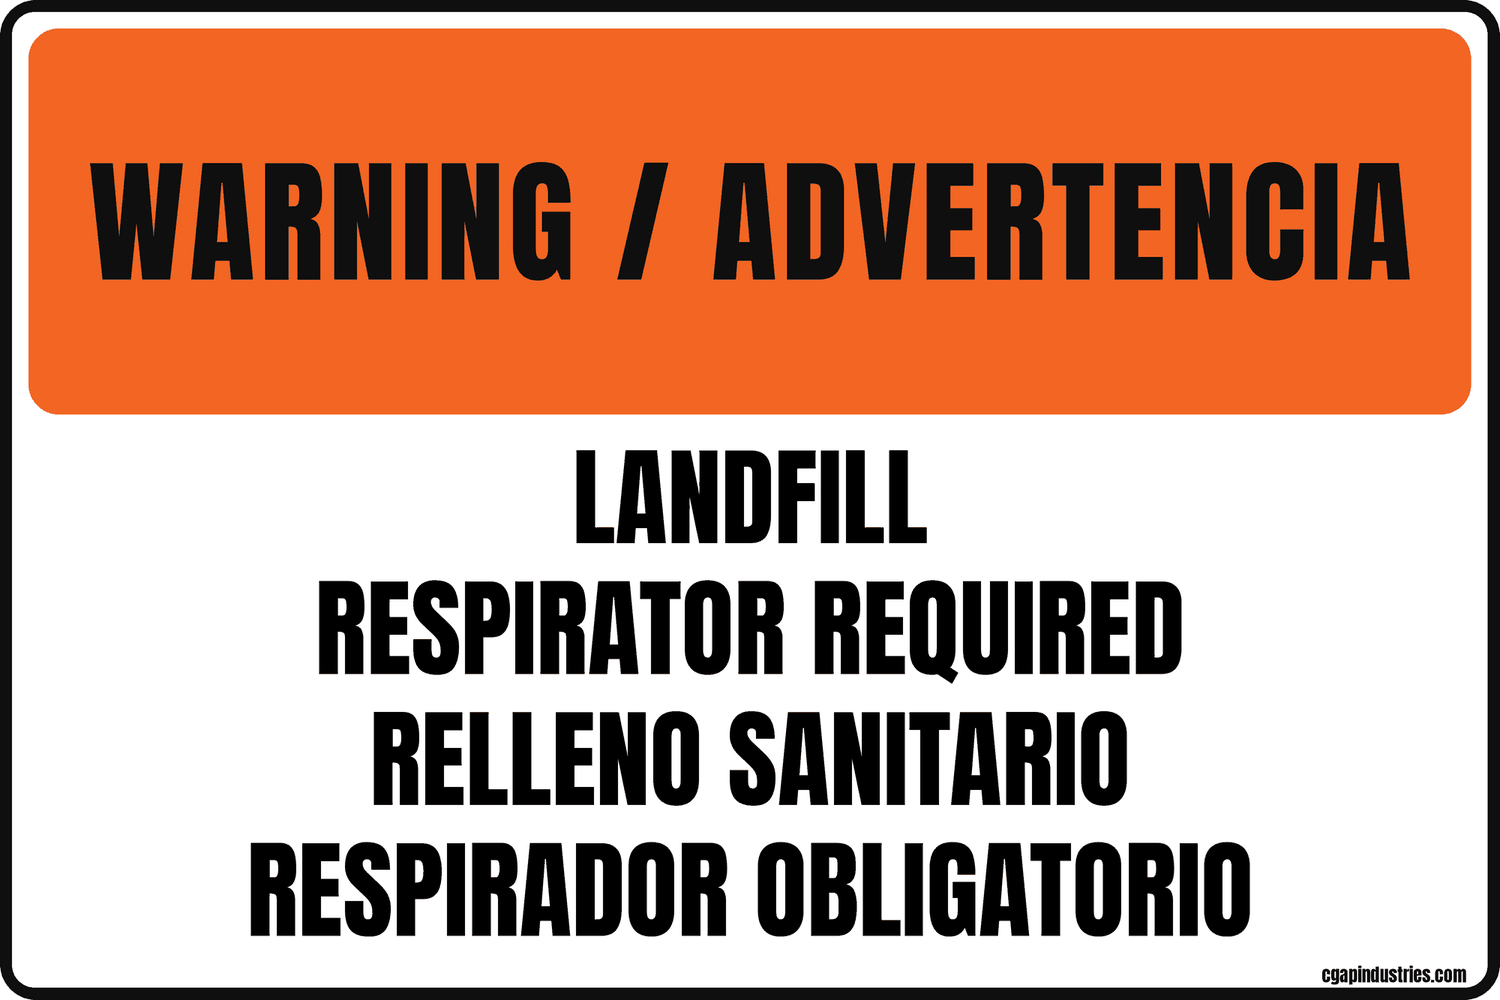 WARNING / ADVERTENCIA
LANDFILL
RESPIRATOR REQUIRED
RELLENO SANITARIO
RESPIRADOR OBLIGATORIO
cgapindustries.com